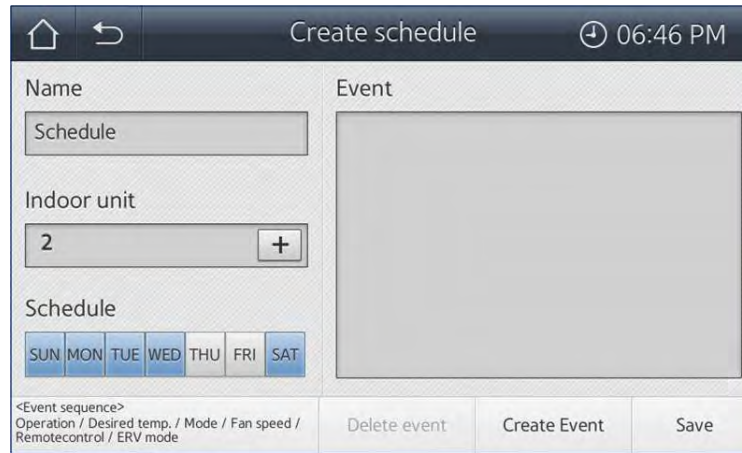 Create schedule 06:46 PM
Name
Schedule
Event
Indoor unit
2 +
Schedule
SUN MON TUE WED THU FRI SAT
<Event sequence>
Operation / Desired temp. / Mode / Fan speed /
Remotecontrol / ERV mode
Delete event Create Event Save